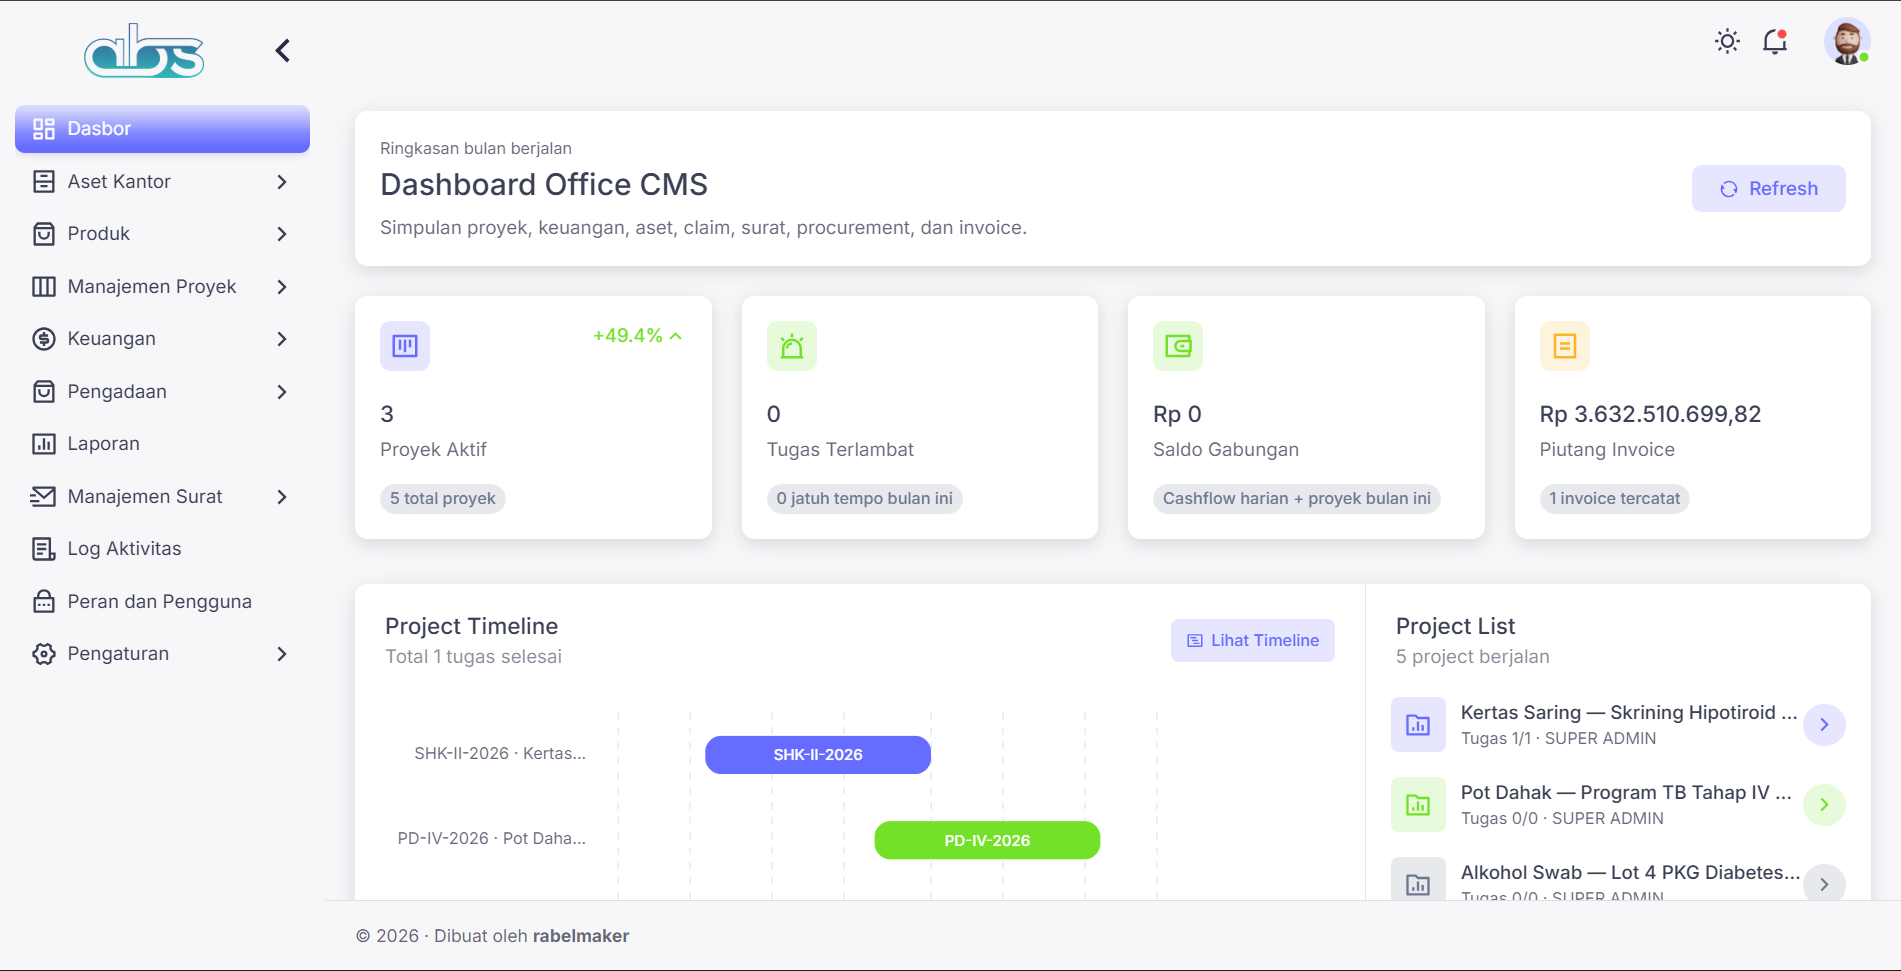 abs
Dasbor
Aset Kantor
Produk
Manajemen Proyek
Keuangan
Pengadaan
Laporan
Manajemen Surat
Log Aktivitas
Peran dan Pengguna
Pengaturan
Ringkasan bulan berjalan
Dashboard Office CMS
Simpulan proyek, keuangan, aset, claim, surat, procurement, dan invoice.
Refresh
+49.4%
3
Proyek Aktif
5 total proyek
0
Tugas Terlambat
0 jatuh tempo bulan ini
Rp 0
Saldo Gabungan
Cashflow harian + proyek bulan ini
Rp 3.632.510.699,82
Piutang Invoice
1 invoice tercatat
Project Timeline
Total 1 tugas selesai
Lihat Timeline
SHK-II-2026 · Kertas...
SHK-II-2026
PD-IV-2026 · Pot Daha...
PD-IV-2026
Project List
5 project berjalan
Kertas Saring — Skrining Hipotiroid ...
Tugas 1/1 · SUPER ADMIN
Pot Dahak — Program TB Tahap IV ...
Tugas 0/0 · SUPER ADMIN
Alkohol Swab — Lot 4 PKG Diabetes...
Tugas 0/0 · SUPER ADMIN
© 2026 · Dibuat oleh rabelmaker